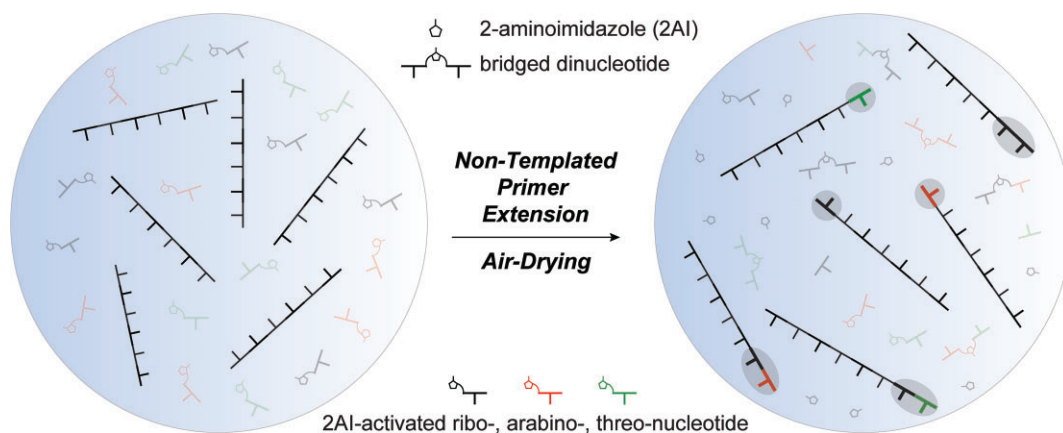 2-aminoimidazole (2AI)
bridged dinucleotide
Non-Templated
Primer
Extension
Air-Drying
2AI-activated ribo-, arabino-, threo-nucleotide